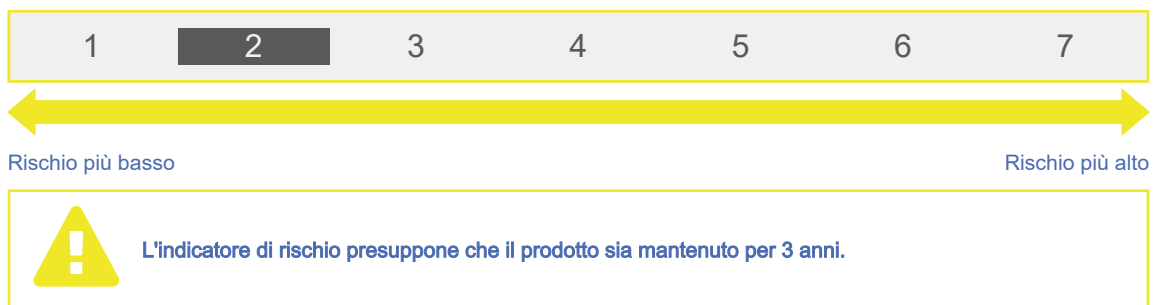 1 2 3 4 5 6 7
Rischio più basso Rischio più alto
L'indicatore di rischio presuppone che il prodotto sia mantenuto per 3 anni.